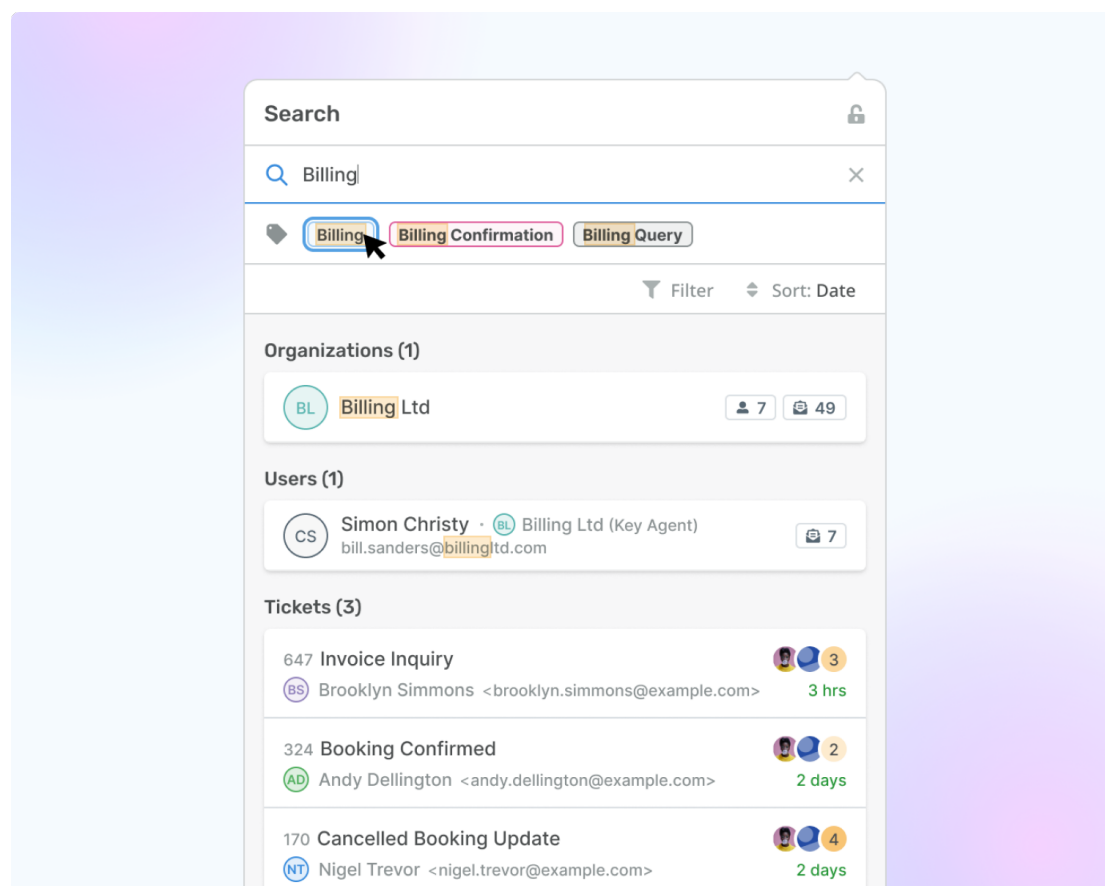 Search
Billing
Billing Billing Confirmation Billing Query
Filter Sort: Date
Organizations (1)
BL Billing Ltd 7 49
Users (1)
CS Simon Christy · BL Billing Ltd (Key Agent) 7
bill.sanders@billingltd.com
Tickets (3)
647 Invoice Inquiry 3
BS Brooklyn Simmons <brooklyn.simmons@example.com> 3 hrs
324 Booking Confirmed 2
AD Andy Dellington <andy.dellington@example.com> 2 days
170 Cancelled Booking Update 4
NT Nigel Trevor <nigel.trevor@example.com> 2 days